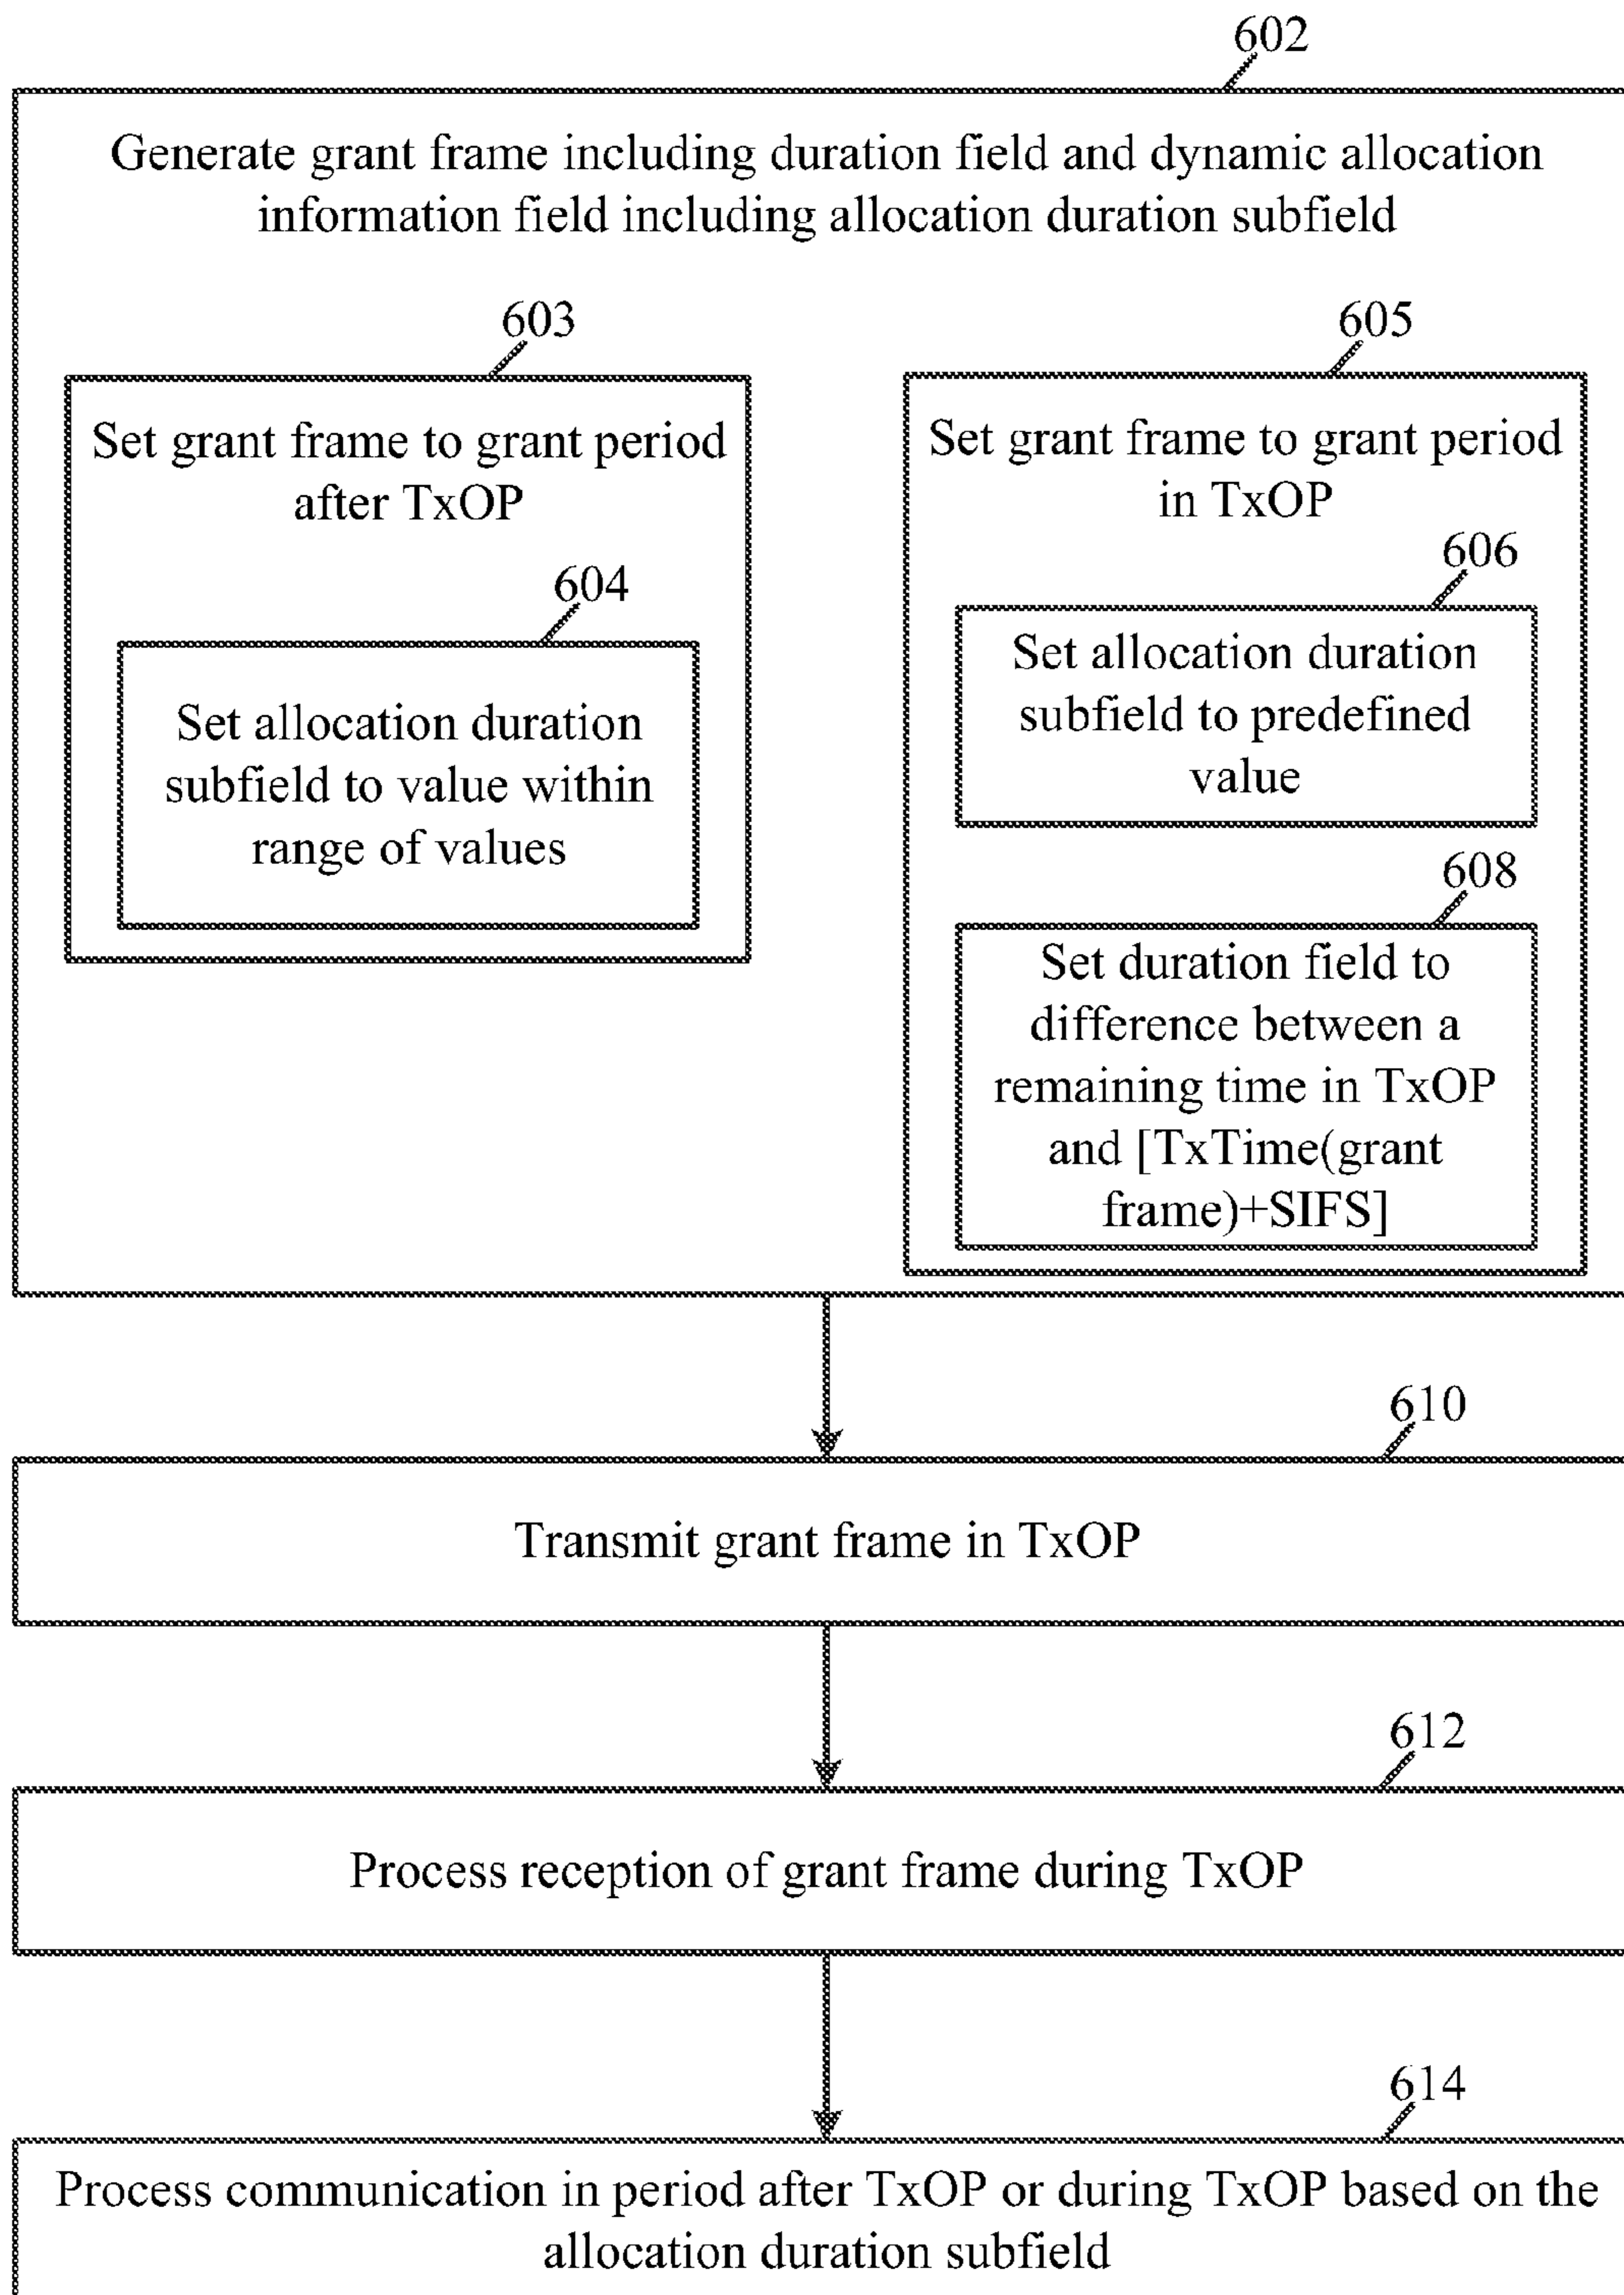 602
Generate grant frame including duration field and dynamic allocation
information field including allocation duration subfield
603
Set grant frame to grant period
after TxOP
604
Set allocation duration
subfield to value within
range of values
605
Set grant frame to grant period
in TxOP
606
Set allocation duration
subfield to predefined
value
608
Set duration field to
difference between a
remaining time in TxOP
and [TxTime(grant
frame)+SIFS]
610
Transmit grant frame in TxOP
612
Process reception of grant frame during TxOP
614
Process communication in period after TxOP or during TxOP based on the
allocation duration subfield